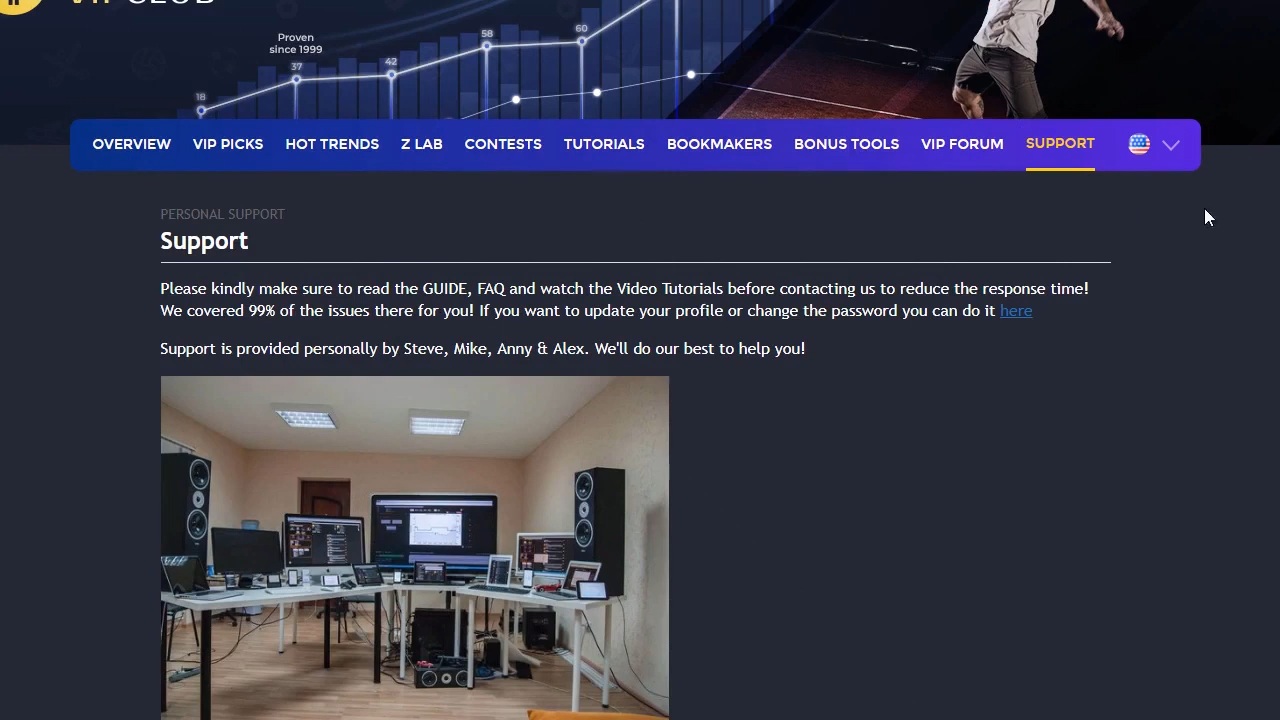 VIP CLUB
Proven
since 1999
18
37
42
58
60
OVERVIEW VIP PICKS HOT TRENDS Z LAB CONTESTS TUTORIALS BOOKMAKERS BONUS TOOLS VIP FORUM SUPPORT
PERSONAL SUPPORT
Support
Please kindly make sure to read the GUIDE, FAQ and watch the Video Tutorials before contacting us to reduce the response time!
We covered 99% of the issues there for you! If you want to update your profile or change the password you can do it here
Support is provided personally by Steve, Mike, Anny & Alex. We'll do our best to help you!